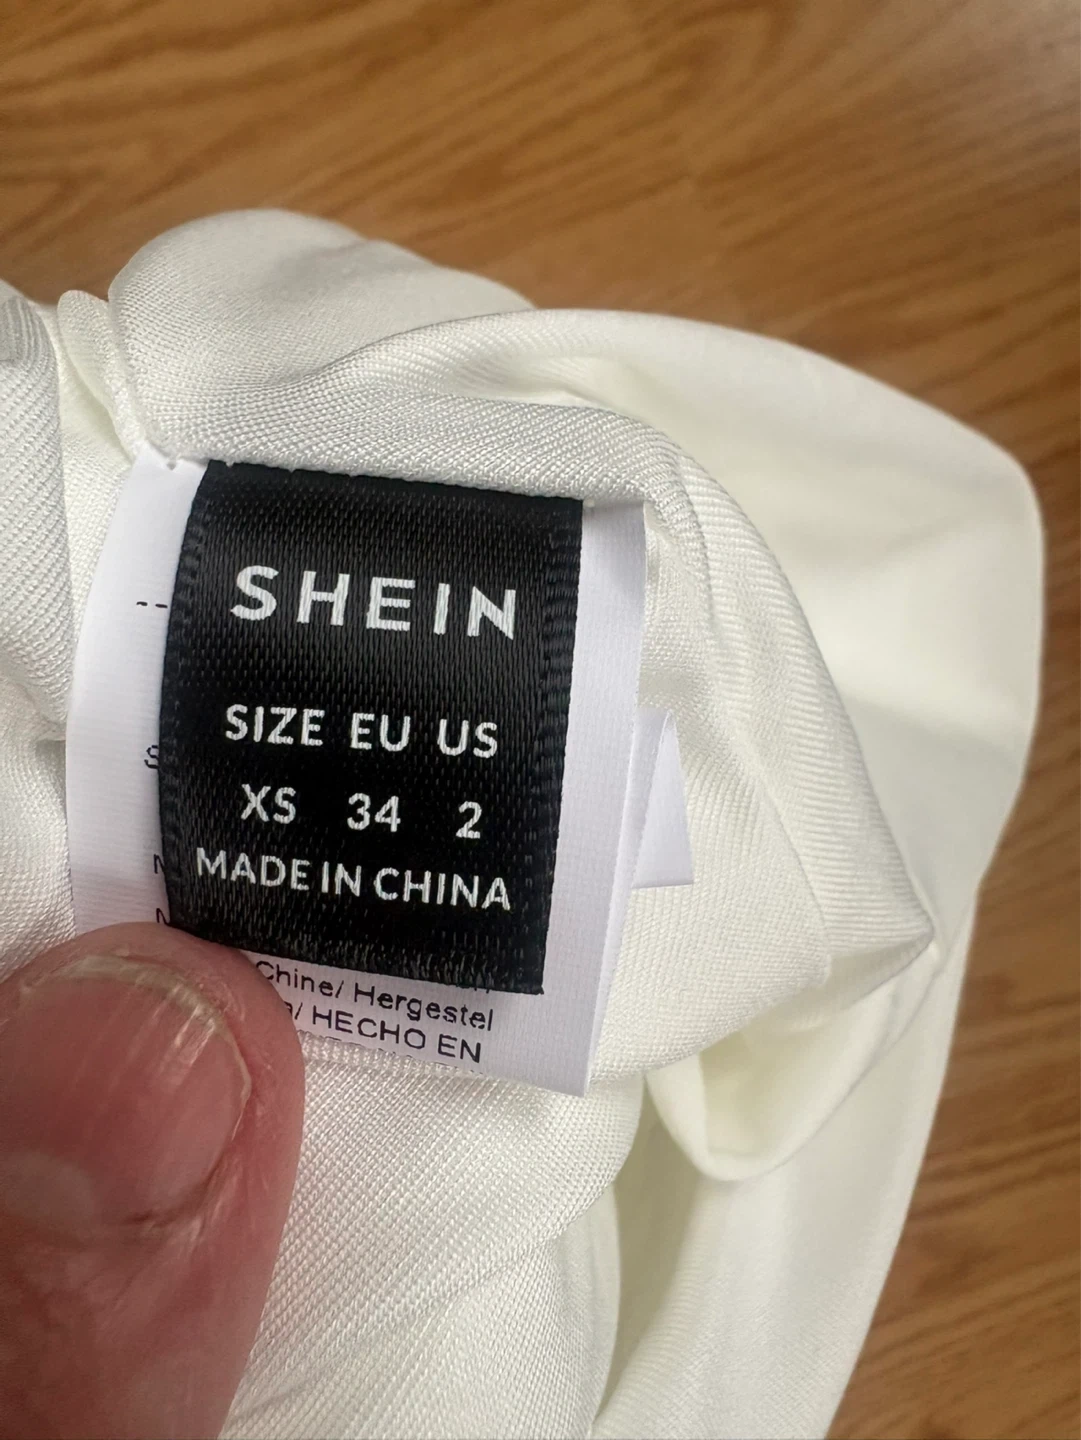 SHEIN
SIZE EU US
XS 34 2
MADE IN CHINA
Chine/ Hergestel
/ HECHO EN